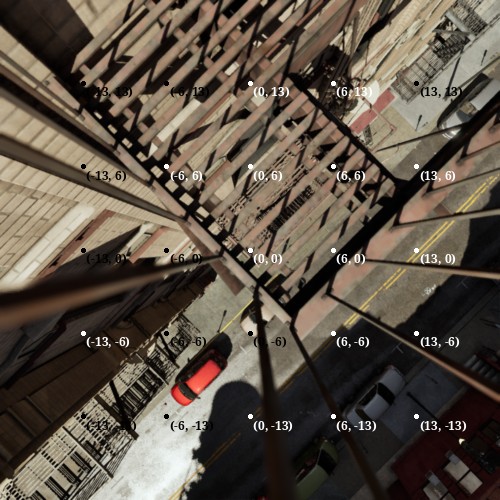 (-13, 13) (-6, 13) (0, 13) (6, 13) (13, 13)
(-13, 6) (-6, 6) (0, 6) (6, 6) (13, 6)
(-13, 0) (-6, 0) (0, 0) (6, 0) (13, 0)
(-13, -6) (-6, -6) (0, -6) (6, -6) (13, -6)
(-13, -13) (-6, -13) (0, -13) (6, -13) (13, -13)